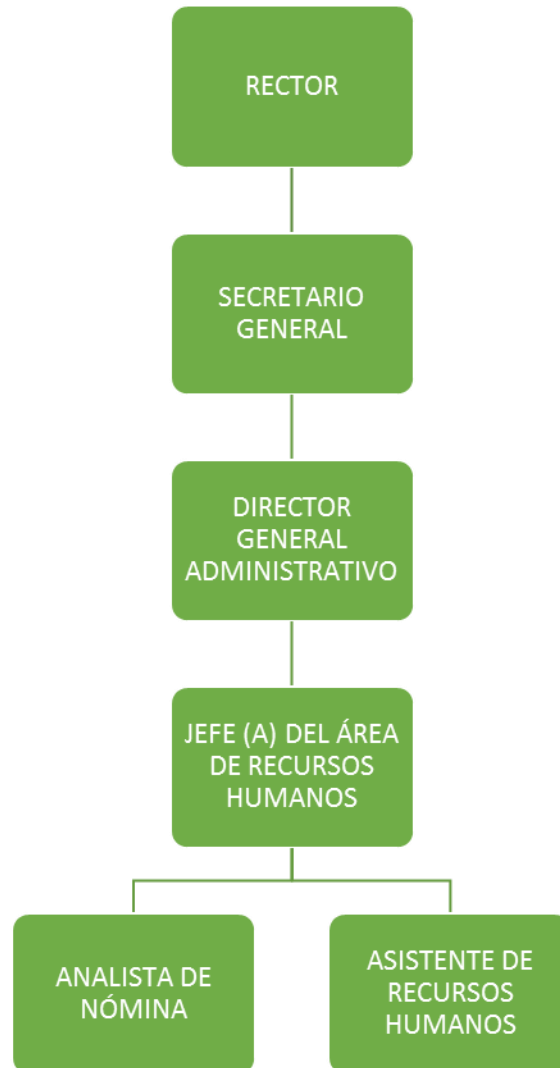 RECTOR
SECRETARIO
GENERAL
DIRECTOR
GENERAL
ADMINISTRATIVO
JEFE (A) DEL ÁREA
DE RECURSOS
HUMANOS
ANALISTA DE
NÓMINA
ASISTENTE DE
RECURSOS
HUMANOS